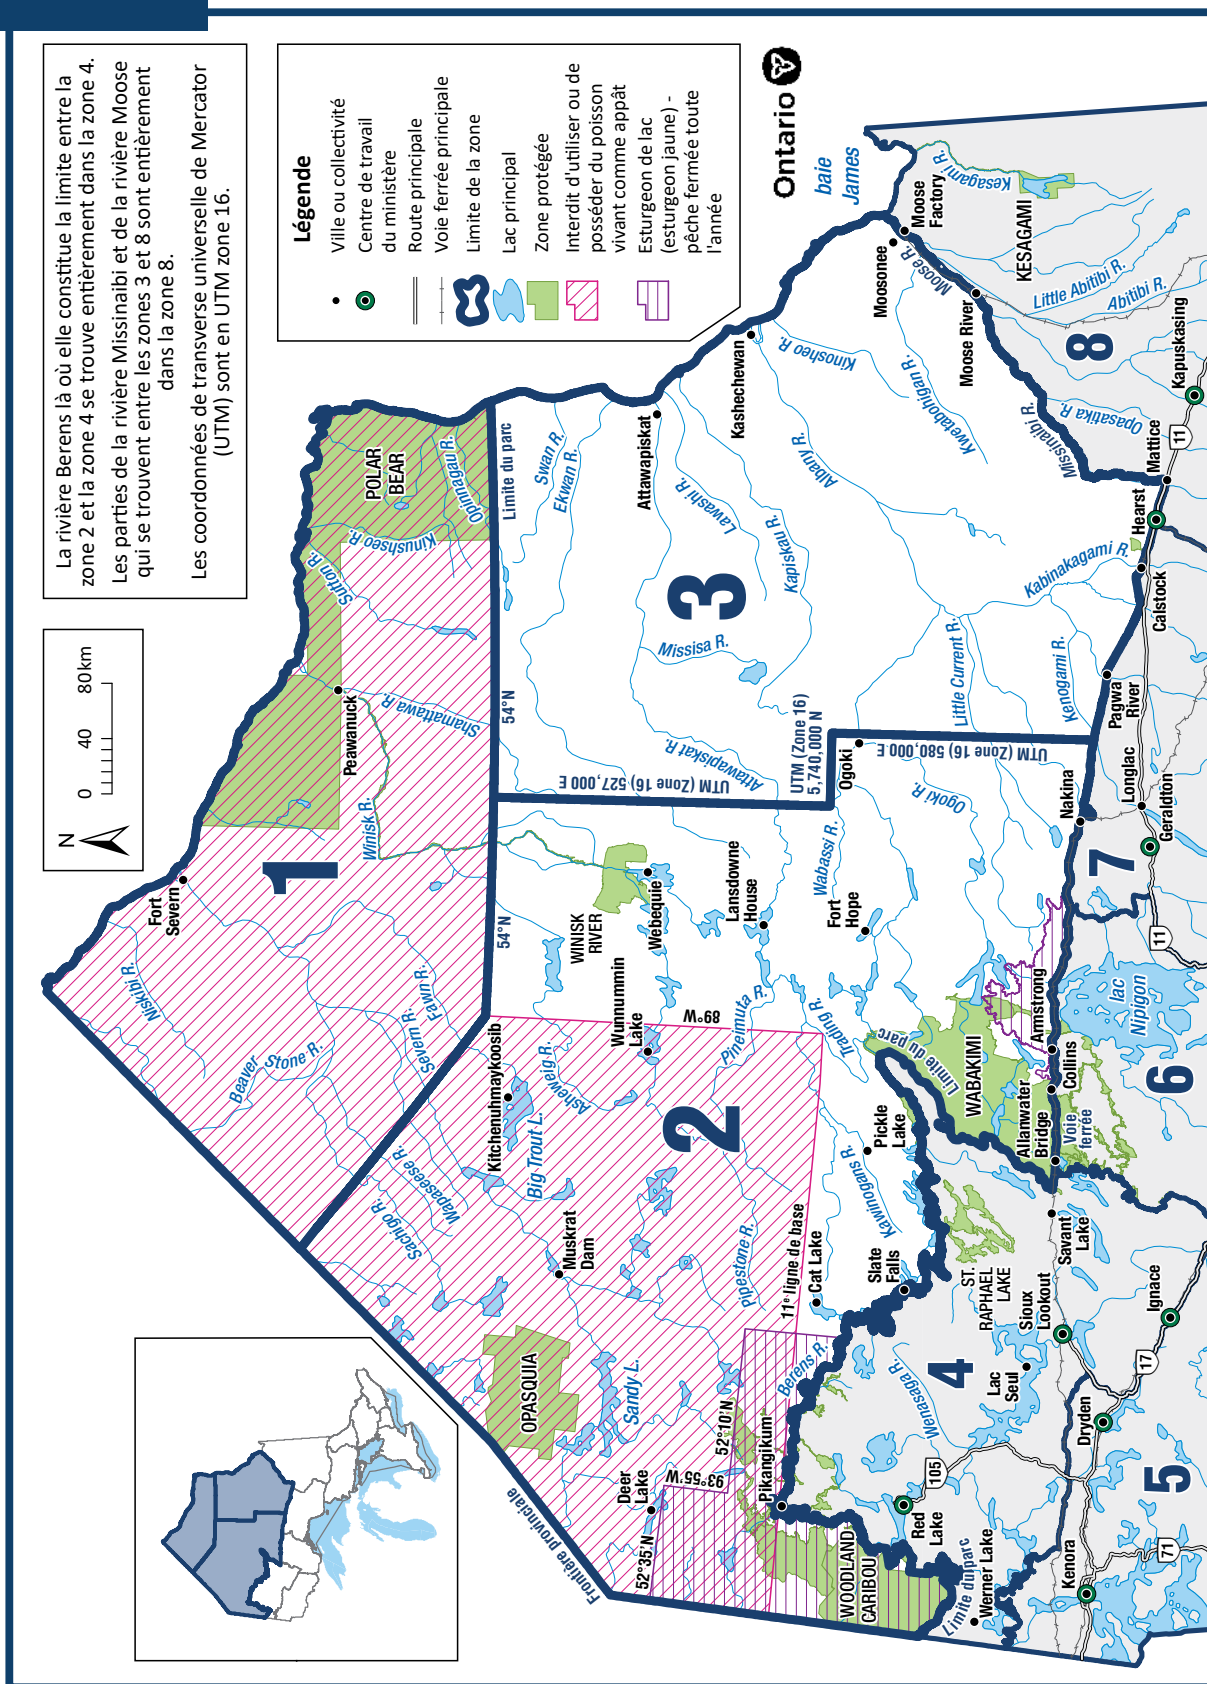 La rivière Berens là où elle constitue la limite entre la
zone 2 et la zone 4 se trouve entièrement dans la zone 4.
Les parties de la rivière Missinaibi et de la rivière Moose
qui se trouvent entre les zones 3 et 8 sont entièrement
dans la zone 8.
Les coordonnées de transverse universelle de Mercator
(UTM) sont en UTM zone 16.
N
0 40 80km
Légende
Ville ou collectivité
Centre de travail
du ministère
Route principale
Voie ferrée principale
Limite de la zone
Lac principal
Zone protégée
Interdit d'utiliser ou de
posséder du poisson
vivant comme appât
Esturgeon de lac
(esturgeon jaune) -
pêche fermée toute
l'année
Ontario
baie
James
1
Fort
Severn
Niskibi R.
Beaver
Stone R.
Severn R.
Fawn R.
Winisk R.
Peawanuck
Shamattawa R.
Sutton R.
Kinushseo R.
POLAR
BEAR
Opinnagau R.
Limite du parc
54°N
54°N
Frontière provinciale
2
Sachigo R.
Wapaseese R.
Kitchenuhmaykoosib
Big Trout L.
Asheweig R.
Muskrat
Dam
OPASQUIA
Sandy L.
Deer
Lake
52°35'N
93°55'W
52°10'N
Pikangikum
Berens R.
Pipestone R.
11e ligne de base
Cat Lake
Kawinogans R.
Pickle
Lake
Slate
Falls
WINISK
RIVER
Webequie
Wunnummin
Lake
89°W
Pineimuta R.
Lansdowne
House
Trading R.
Wabassi R.
Fort
Hope
Ogoki
Ogoki R.
Nakina
UTM (Zone 16) 527,000 E
UTM (Zone 16)
5,740,000 N
UTM (Zone 16) 580,000 E
Limite du parc
WABAKIMI
Armstrong
Collins
Allanwater
Bridge
Voie
ferrée
WOODLAND
CARIBOU
Limite du parc
3
Swan R.
Ekwan R.
Attawapiskat
Lawashi R.
Kapiskau R.
Missisa R.
Attawapiskat R.
Kashechewan
Albany R.
Kinosheo R.
Kwetabohigan R.
Little Current R.
Kenogami R.
Kabinakagami R.
Moosonee
Moose
Factory
Moose R.
Moose River
Missinaibi R.
4
Wenasaga R.
Lac
Seul
Sioux
Lookout
ST.
RAPHAEL
LAKE
Savant
Lake
Red
Lake
105
Werner Lake
5
Kenora
71
Dryden
17
Ignace
6
lac
Nipigon
7
11
Geraldton
Longlac
Pagwa
River
Calstock
Hearst
Mattice
11
Kapuskasing
8
Opasatika R.
Little Abitibi R.
Abitibi R.
KESAGAMI
Kesagami R.